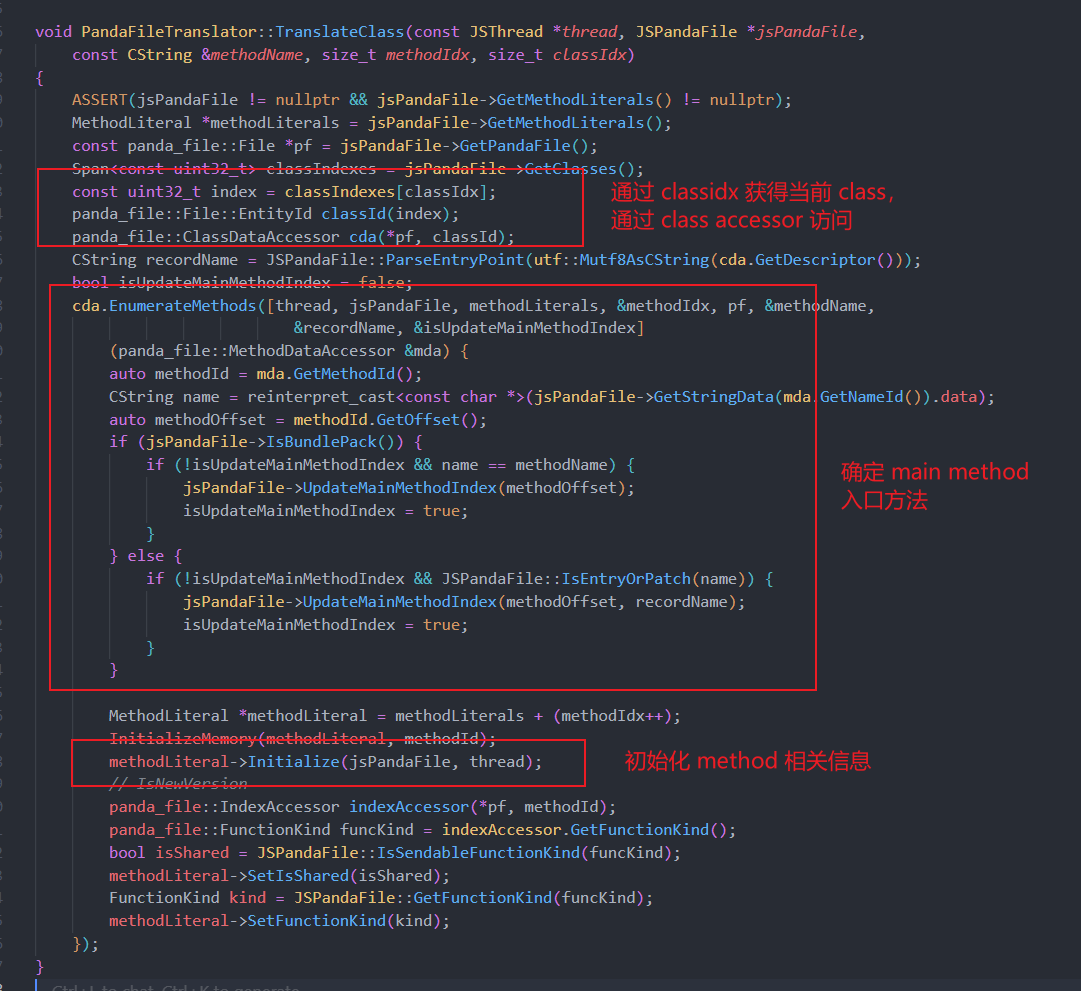 void PandaFileTranslator::TranslateClass(const JSThread *thread, JSPandaFile *jsPandaFile,
    const CString &methodName, size_t methodIdx, size_t classIdx)
{
    ASSERT(jsPandaFile != nullptr && jsPandaFile->GetMethodLiterals() != nullptr);
    MethodLiteral *methodLiterals = jsPandaFile->GetMethodLiterals();
    const panda_file::File *pf = jsPandaFile->GetPandaFile();
    Span<const uint32_t> classIndexes = jsPandaFile->GetClasses();
    const uint32_t index = classIndexes[classIdx];
    panda_file::File::EntityId classId(index);
    panda_file::ClassDataAccessor cda(*pf, classId);
通过 classidx 获得当前 class，
通过 class accessor 访问
    CString recordName = JSPandaFile::ParseEntryPoint(utf::Mutf8AsCString(cda.GetDescriptor()));
    bool isUpdateMainMethodIndex = false;
    cda.EnumerateMethods([thread, jsPandaFile, methodLiterals, &methodIdx, pf, &methodName,
                            &recordName, &isUpdateMainMethodIndex]
        (panda_file::MethodDataAccessor &mda) {
        auto methodId = mda.GetMethodId();
        CString name = reinterpret_cast<const char *>(jsPandaFile->GetStringData(mda.GetNameId()).data);
        auto methodOffset = methodId.GetOffset();
        if (jsPandaFile->IsBundlePack()) {
            if (!isUpdateMainMethodIndex && name == methodName) {
                jsPandaFile->UpdateMainMethodIndex(methodOffset);
                isUpdateMainMethodIndex = true;
            }
        } else {
            if (!isUpdateMainMethodIndex && JSPandaFile::IsEntryOrPatch(name)) {
                jsPandaFile->UpdateMainMethodIndex(methodOffset, recordName);
                isUpdateMainMethodIndex = true;
            }
        }
确定 main method
入口方法
        MethodLiteral *methodLiteral = methodLiterals + (methodIdx++);
        InitializeMemory(methodLiteral, methodId);
        methodLiteral->Initialize(jsPandaFile, thread);
初始化 method 相关信息
        // IsNewVersion
        panda_file::IndexAccessor indexAccessor(*pf, methodId);
        panda_file::FunctionKind funcKind = indexAccessor.GetFunctionKind();
        bool isShared = JSPandaFile::IsSendableFunctionKind(funcKind);
        methodLiteral->SetIsShared(isShared);
        FunctionKind kind = JSPandaFile::GetFunctionKind(funcKind);
        methodLiteral->SetFunctionKind(kind);
    });
}
Ctrl+L to chat, Ctrl+K to generate